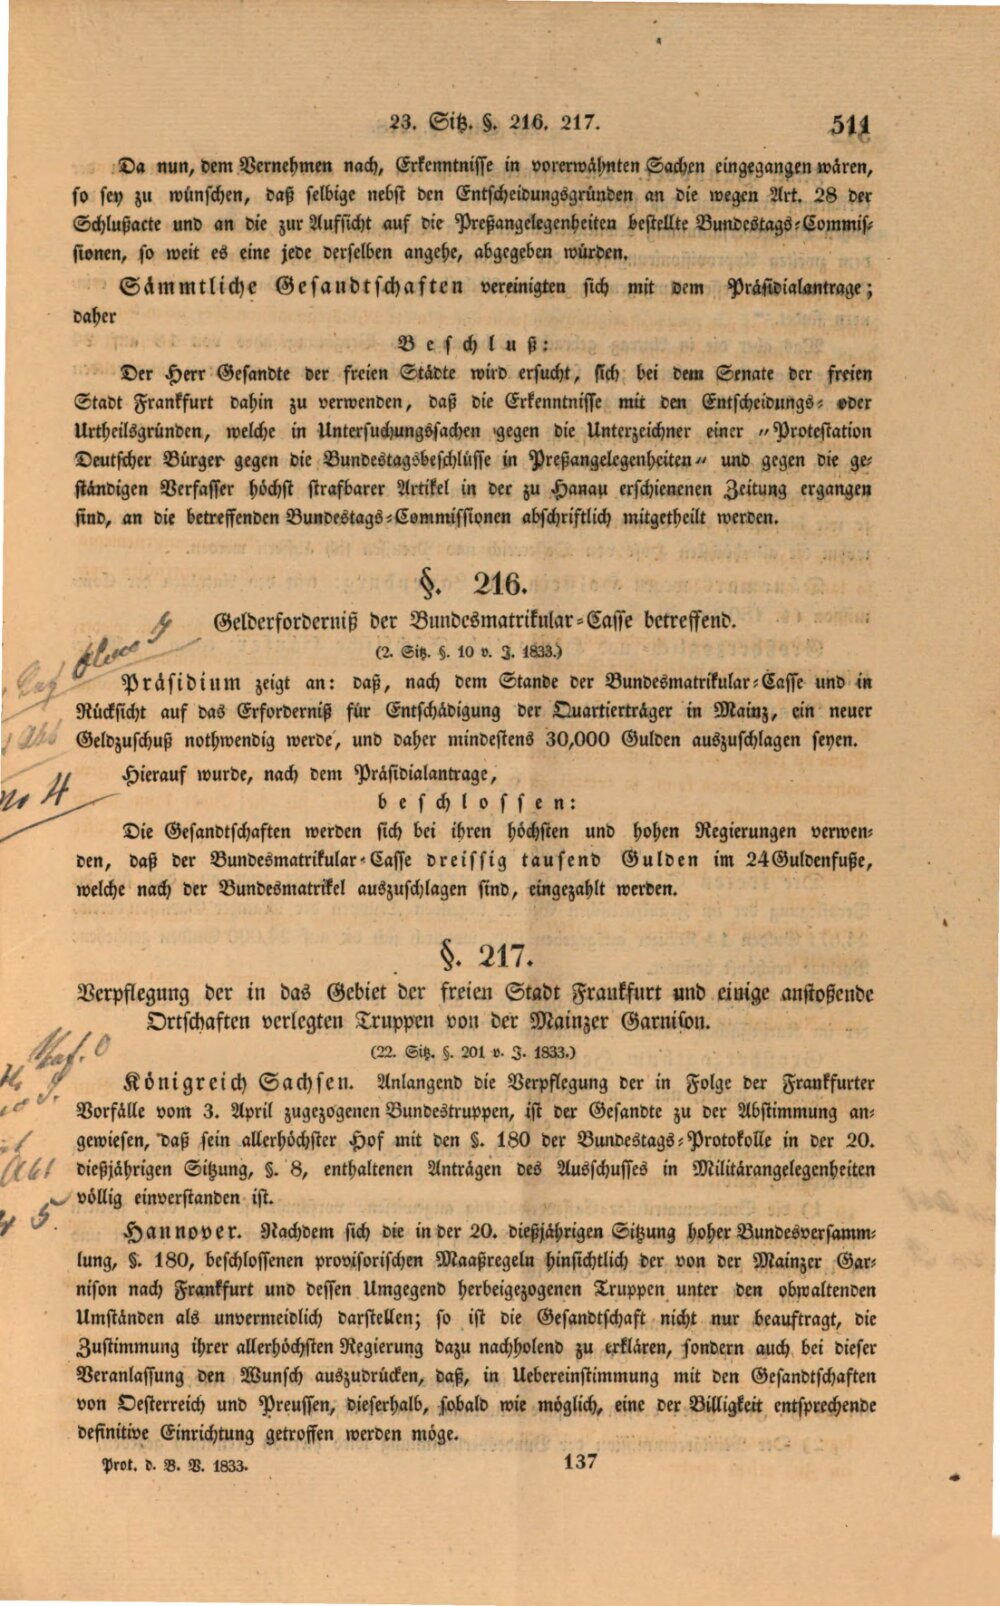 23. Sitz. §. 216. 217. 511
Da nun, dem Vernehmen nach, Erkenntnisse in vorerwähnten Sachen eingegangen wären,
so sey zu wünschen, daß selbige nebst den Entscheidungsgründen an die wegen Art. 28 der
Schlußacte und an die zur Aufsicht auf die Preßangelegenheiten bestellte Bundestags-Commis-
sionen, so weit es eine jede derselben angehe, abgegeben würden.
Sämmtliche Gesandtschaften vereinigten sich mit dem Präsidialantrage;
daher
Beschluß:
Der Herr Gesandte der freien Städte wird ersucht, sich bei dem Senate der freien
Stadt Frankfurt dahin zu verwenden, daß die Erkenntnisse mit den Entscheidungs- oder
Urtheilsgründen, welche in Untersuchungssachen gegen die Unterzeichner einer „Protestation
Deutscher Bürger gegen die Bundestagsbeschlüsse in Preßangelegenheiten“ und gegen die ge-
ständigen Verfasser höchst strafbarer Artikel in der zu Hanau erschienenen Zeitung ergangen
sind, an die betreffenden Bundestags-Commissionen abschriftlich mitgetheilt werden.
§. 216.
Gelderforderniß der Bundesmatrikular-Casse betreffend.
(2. Sitz. §. 10 v. J. 1833.)
Präsidium zeigt an: daß, nach dem Stande der Bundesmatrikular-Casse und in
Rücksicht auf das Erforderniß für Entschädigung der Quartierträger in Mainz, ein neuer
Geldzuschuß nothwendig werde, und daher mindestens 30,000 Gulden auszuschlagen seyen.
Hierauf wurde, nach dem Präsidialantrage,
beschlossen:
Die Gesandtschaften werden sich bei ihren höchsten und hohen Regierungen verwen-
den, daß der Bundesmatrikular-Casse dreissig tausend Gulden im 24Guldenfuße,
welche nach der Bundesmatrikel auszuschlagen sind, eingezahlt werden.
no 4
§. 217.
Verpflegung der in das Gebiet der freien Stadt Frankfurt und einige anstoßende
Ortschaften verlegten Truppen von der Mainzer Garnison.
(22. Sitz. §. 201 v. J. 1833.)
Königreich Sachsen. Anlangend die Verpflegung der in Folge der Frankfurter
Vorfälle vom 3. April zugezogenen Bundestruppen, ist der Gesandte zu der Abstimmung an-
gewiesen, daß sein allerhöchster Hof mit den §. 180 der Bundestags-Protokolle in der 20.
dießjährigen Sitzung, §. 8, enthaltenen Anträgen des Ausschusses in Militärangelegenheiten
völlig einverstanden ist.
Hannover. Nachdem sich die in der 20. dießjährigen Sitzung hoher Bundesversamm-
lung, §. 180, beschlossenen provisorischen Maaßregeln hinsichtlich der von der Mainzer Gar-
nison nach Frankfurt und dessen Umgegend herbeigezogenen Truppen unter den obwaltenden
Umständen als unvermeidlich darstellen; so ist die Gesandtschaft nicht nur beauftragt, die
Zustimmung ihrer allerhöchsten Regierung dazu nachholend zu erklären, sondern auch bei dieser
Veranlassung den Wunsch auszudrücken, daß, in Uebereinstimmung mit den Gesandtschaften
von Oesterreich und Preussen, dieserhalb, sobald wie möglich, eine der Billigkeit entsprechende
definitive Einrichtung getroffen werden möge.
Prot. d. B. V. 1833. 137